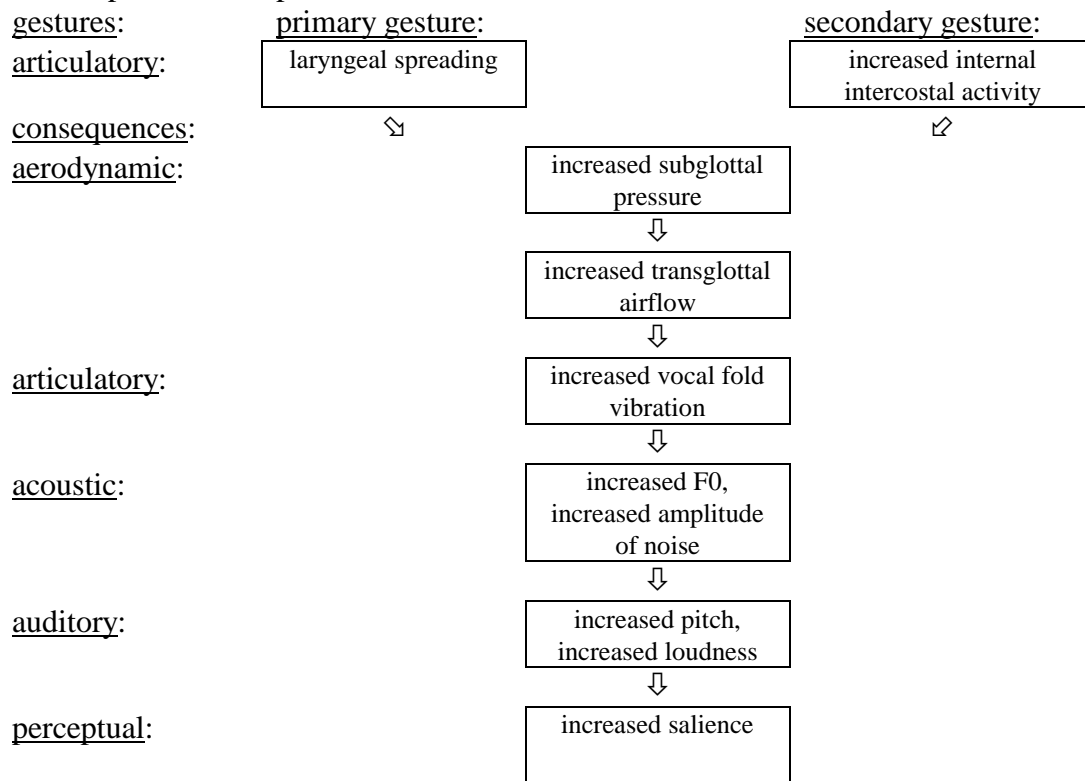 gestures: primary gesture: secondary gesture:
articulatory: laryngeal spreading increased internal
intercostal activity
consequences:
aerodynamic: increased subglottal
pressure
increased transglottal
airflow
articulatory: increased vocal fold
vibration
acoustic: increased F0,
increased amplitude
of noise
auditory: increased pitch,
increased loudness
perceptual: increased salience